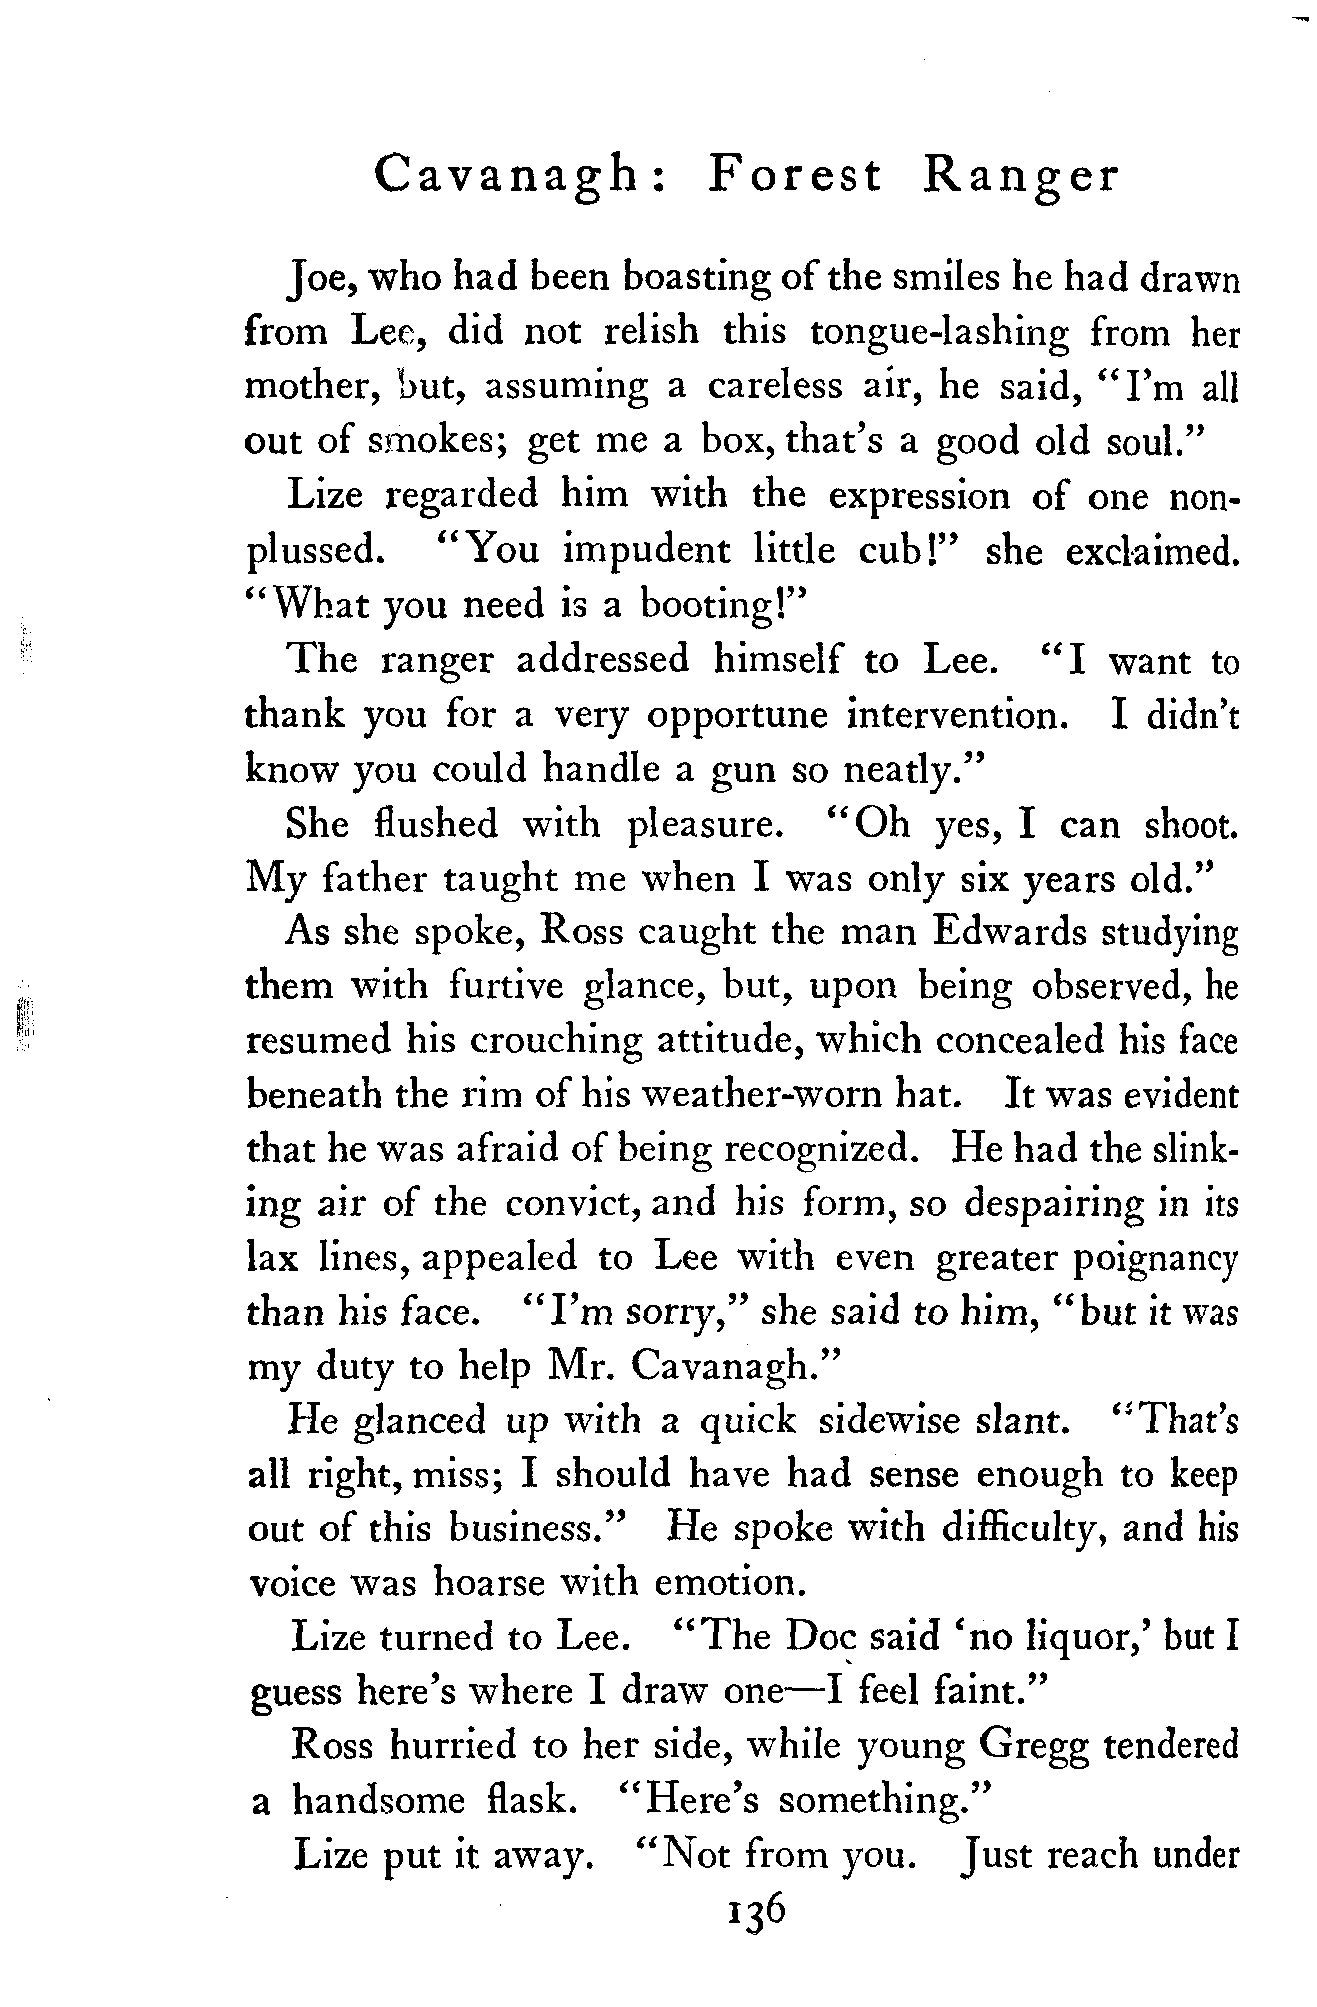 Cavanagh: Forest Ranger
Joe, who had been boasting of the smiles he had drawn
from Lee, did not relish this tongue-lashing from her
mother, but, assuming a careless air, he said, “I’m all
out of smokes; get me a box, that’s a good old soul.”
Lize regarded him with the expression of one non-
plussed. “You impudent little cub!” she exclaimed.
“What you need is a booting!”
The ranger addressed himself to Lee. “I want to
thank you for a very opportune intervention. I didn’t
know you could handle a gun so neatly.”
She flushed with pleasure. “Oh yes, I can shoot.
My father taught me when I was only six years old.”
As she spoke, Ross caught the man Edwards studying
them with furtive glance, but, upon being observed, he
resumed his crouching attitude, which concealed his face
beneath the rim of his weather-worn hat. It was evident
that he was afraid of being recognized. He had the slink-
ing air of the convict, and his form, so despairing in its
lax lines, appealed to Lee with even greater poignancy
than his face. “I’m sorry,” she said to him, “but it was
my duty to help Mr. Cavanagh.”
He glanced up with a quick sidewise slant. “That’s
all right, miss; I should have had sense enough to keep
out of this business.” He spoke with difficulty, and his
voice was hoarse with emotion.
Lize turned to Lee. “The Doc said ‘no liquor,’ but I
guess here’s where I draw one—I feel faint.”
Ross hurried to her side, while young Gregg tendered
a handsome flask. “Here’s something.”
Lize put it away. “Not from you. Just reach under
136